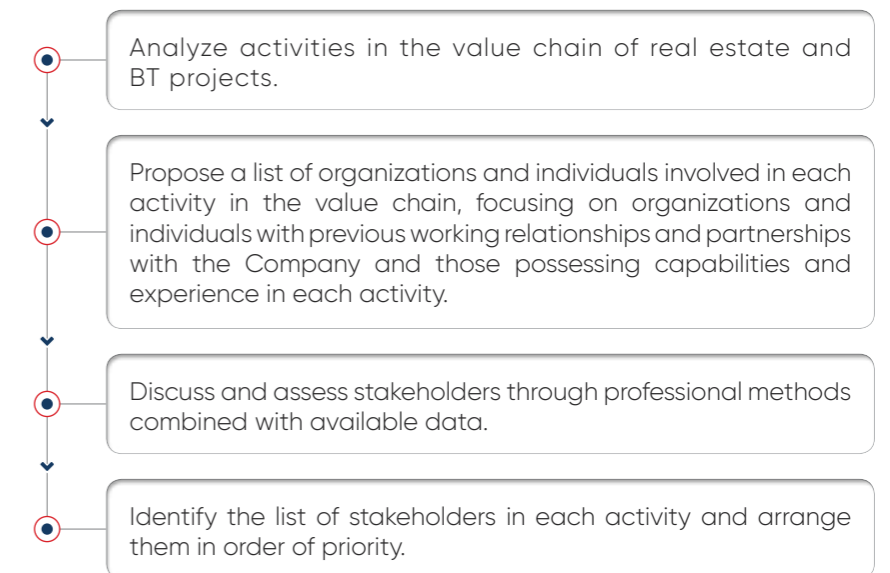 Analyze activities in the value chain of real estate and
BT projects.
Propose a list of organizations and individuals involved in each
activity in the value chain, focusing on organizations and
individuals with previous working relationships and partnerships
with the Company and those possessing capabilities and
experience in each activity.
Discuss and assess stakeholders through professional methods
combined with available data.
Identify the list of stakeholders in each activity and arrange
them in order of priority.